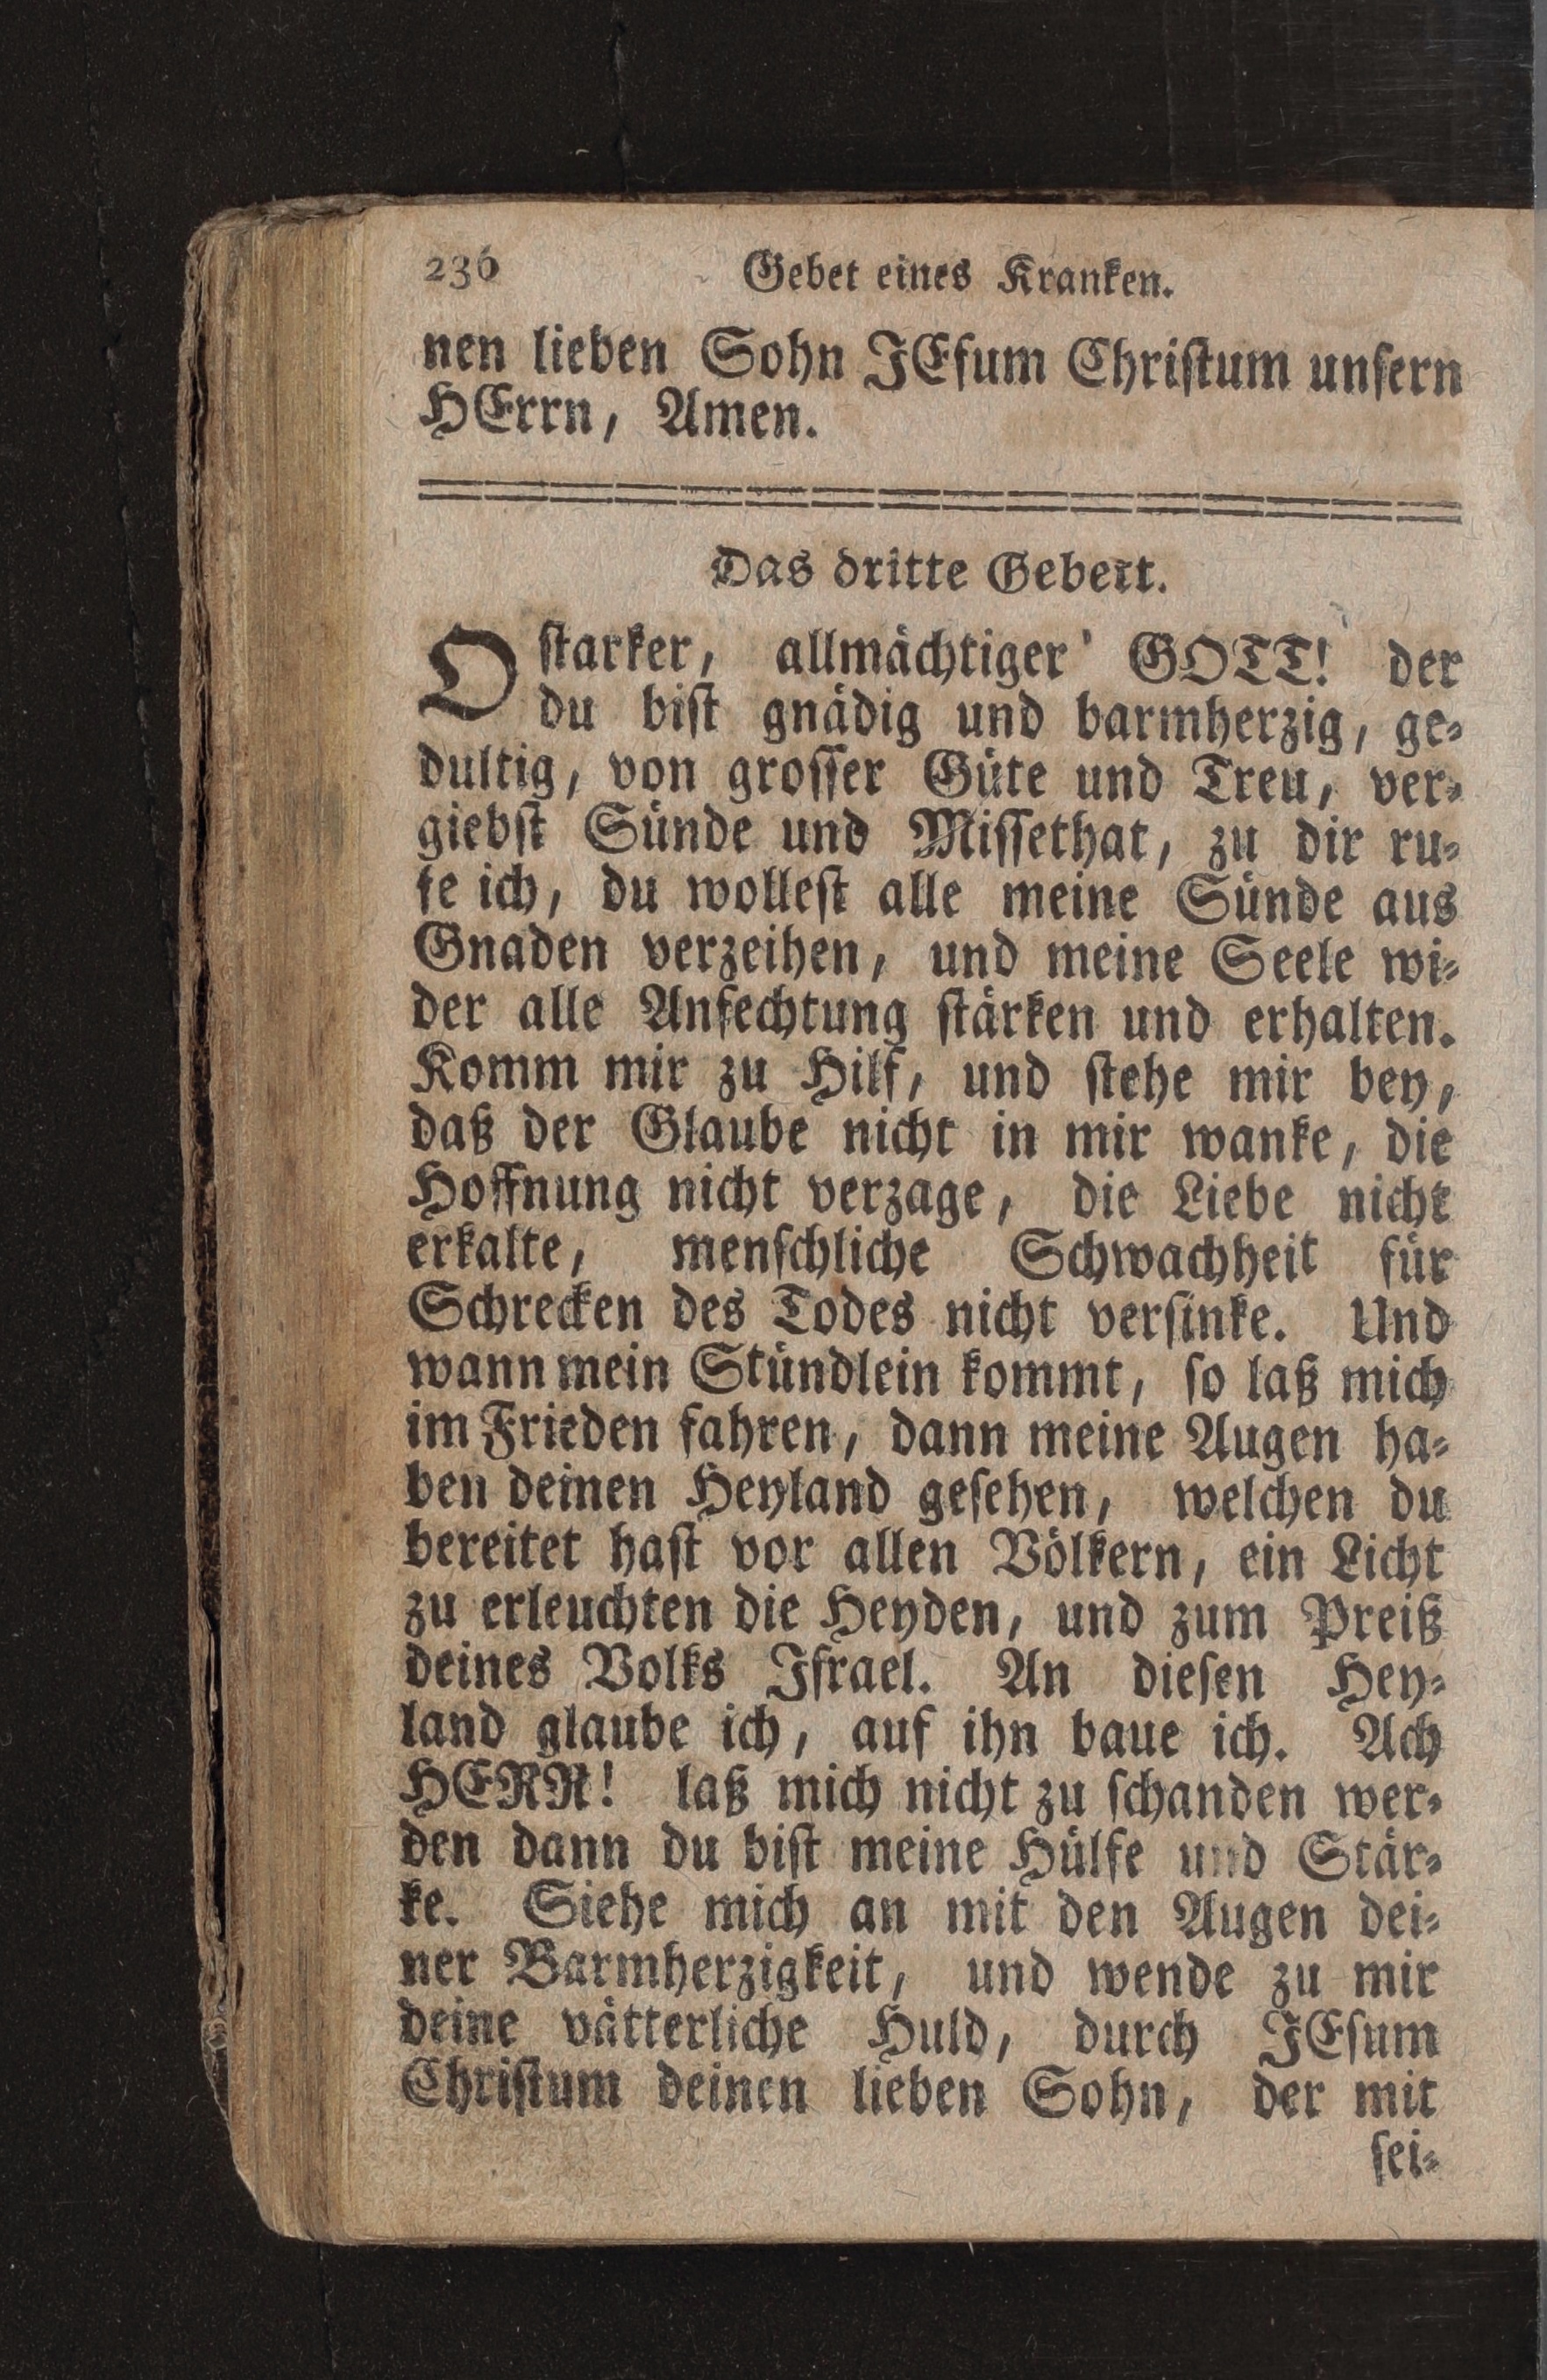 236 Gebet eines Kranken.
nen lieben Sohn JEsum Christum unsern
HErrn, Amen.
Das dritte Gebett.
O starker, allmächtiger GOTT! der
du bist gnädig und barmherzig, ge-
dultig, von grosser Güte und Treu, ver-
giebst Sünde und Missethat, zu dir ru-
fe ich, du wollest alle meine Sünde aus
Gnaden verzeihen, und meine Seele wi-
der alle Anfechtung stärken und erhalten.
Komm mir zu Hilf, und stehe mir bey,
daß der Glaube nicht in mir wanke, die
Hoffnung nicht verzage, die Liebe nicht
erkalte, menschliche Schwachheit für
Schrecken des Todes nicht versinke. Und
wann mein Stündlein kommt, so laß mich
im Frieden fahren, dann meine Augen ha-
ben deinen Heyland gesehen, welchen du
bereitet hast vor allen Völkern, ein Licht
zu erleuchten die Heyden, und zum Preiß
deines Volks Israel. An diesen Hey-
land glaube ich, auf ihn baue ich. Ach
HERR! laß mich nicht zu schanden wer-
den dann du bist meine Hülfe und Stär-
ke. Siehe mich an mit den Augen dei-
ner Barmherzigkeit, und wende zu mir
deine vätterliche Huld, durch JEsum
Christum deinen lieben Sohn, der mit
sei-